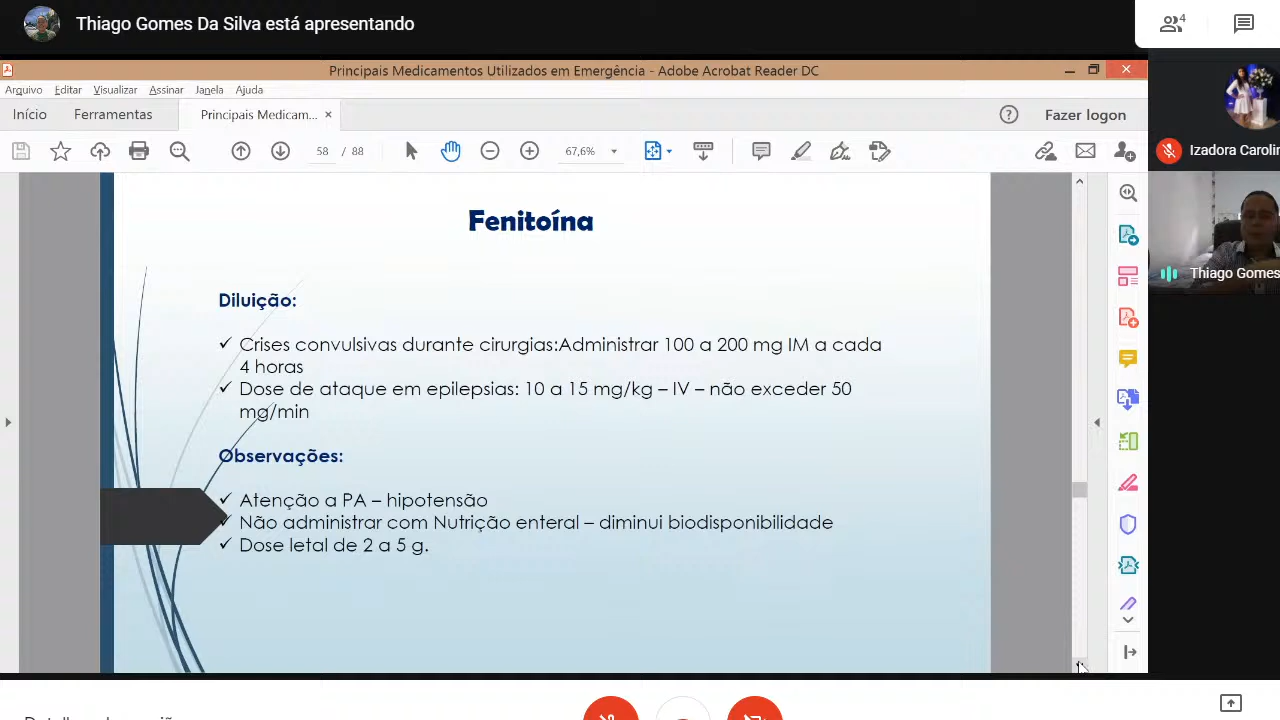 Thiago Gomes Da Silva está apresentando
4
Principais Medicamentos Utilizados em Emergência - Adobe Acrobat Reader DC
Arquivo Editar Visualizar Assinar Janela Ajuda
Início Ferramentas Principais Medicam... × Fazer logon
58 / 88 67,6%
Izadora Carolin
Thiago Gomes
Fenitoína
Diluição:
✓ Crises convulsivas durante cirurgias:Administrar 100 a 200 mg IM a cada
4 horas
✓ Dose de ataque em epilepsias: 10 a 15 mg/kg – IV – não exceder 50
mg/min
Observações:
✓ Atenção a PA – hipotensão
✓ Não administrar com Nutrição enteral – diminui biodisponibilidade
✓ Dose letal de 2 a 5 g.